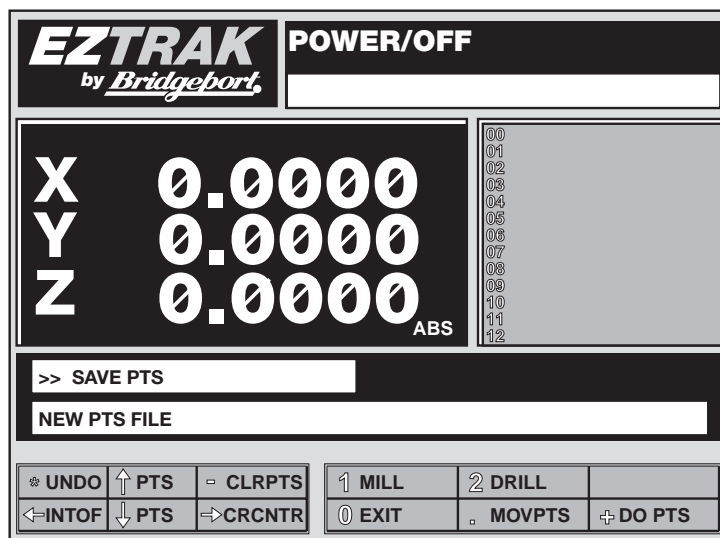 EZTRAK
by Bridgeport
POWER/OFF
X 0.0000
Y 0.0000
Z 0.0000
ABS
00
01
02
03
04
05
06
07
08
09
10
11
12
>> SAVE PTS
NEW PTS FILE
* UNDO ↑ PTS - CLRPTS 1 MILL 2 DRILL
←INTOF ↓ PTS →CRCNTR 0 EXIT . MOVPTS + DO PTS